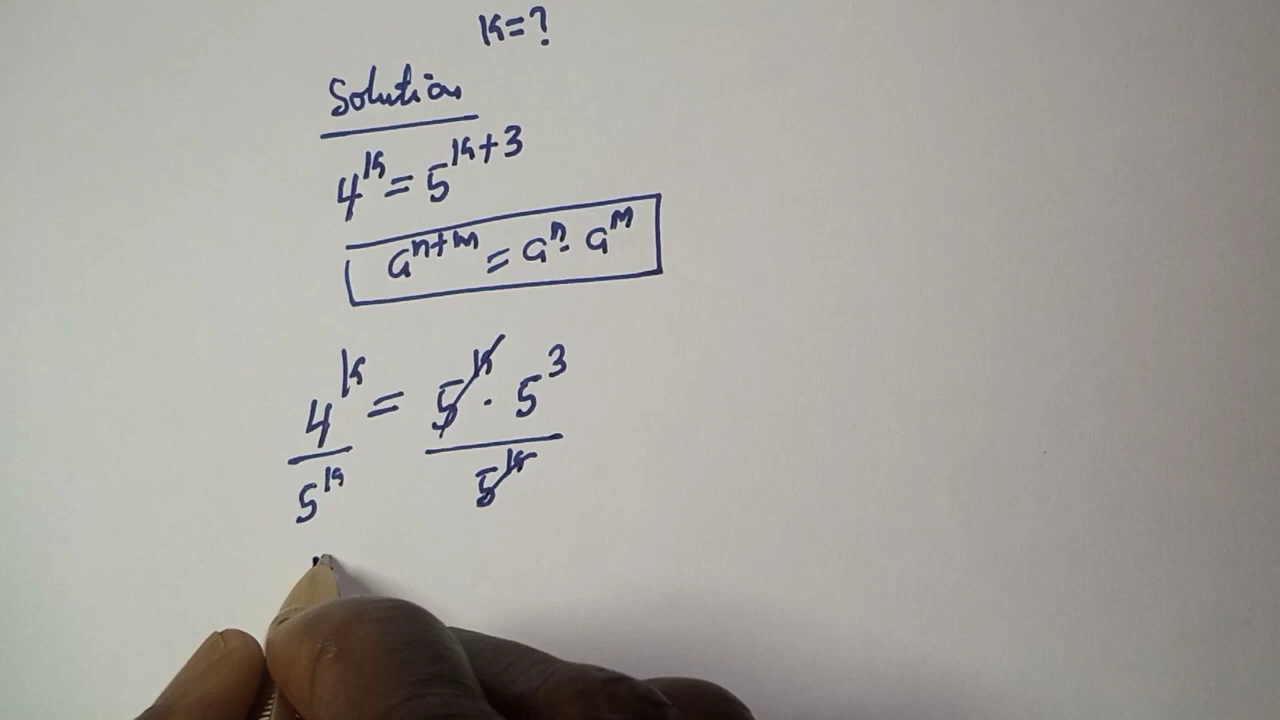 K=?
Solution
4^K = 5^K+3
a^n+m = a^n · a^m
4^K/5^K = 5^K · 5^3/5^K